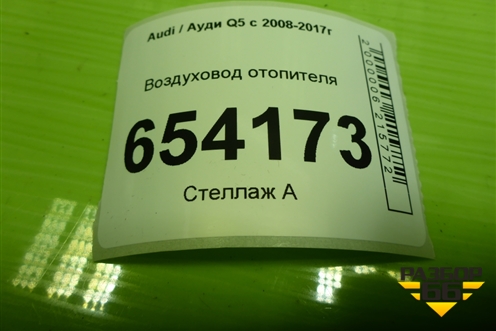 Audi / Ауди Q5 с 2008-2017г
Воздуховод отопителя
654173
Стеллаж А
2000006215772
РАЗБОР
66